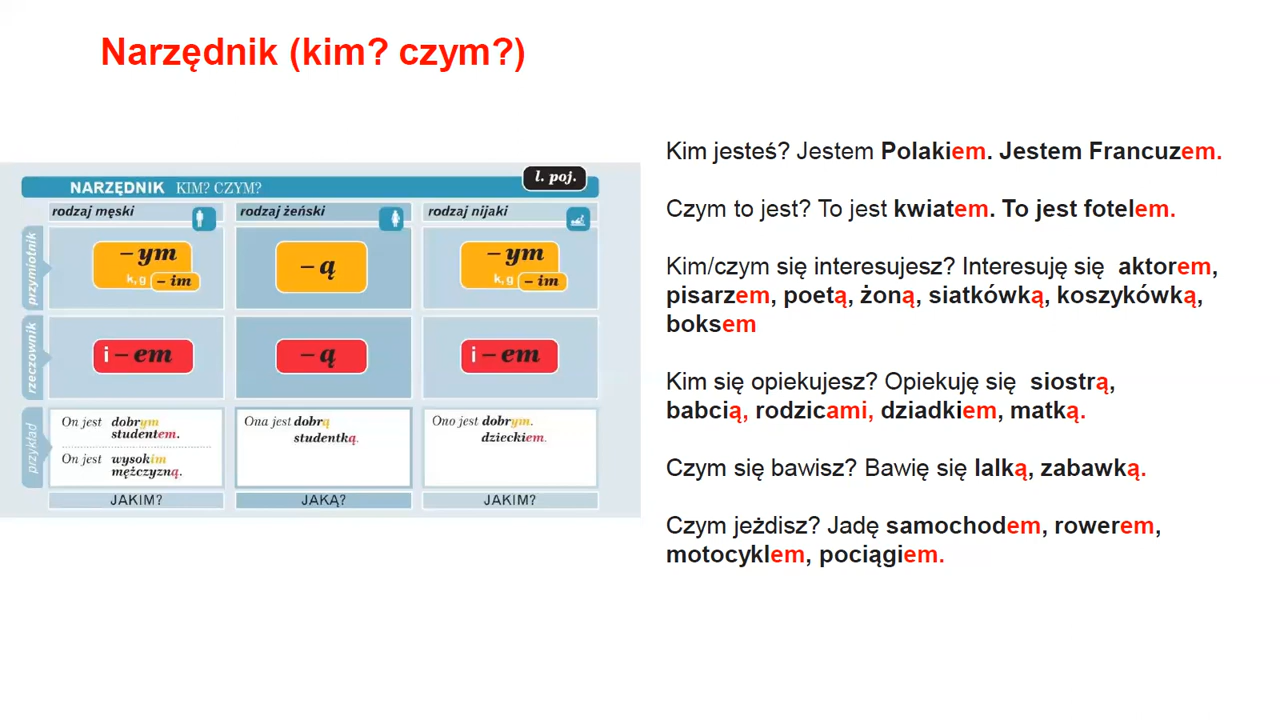 Narzędnik (kim? czym?)
NARZĘDNIK KIM? CZYM?
l. poj.
rodzaj męski
rodzaj żeński
rodzaj nijaki
przymiotnik
– ym
k, g – im
– ą
– ym
k, g – im
rzeczownik
i – em
– ą
i – em
przykład
On jest dobrym
studentem.
On jest wysokim
mężczyzną.
Ona jest dobrą
studentką.
Ono jest dobrym.
dzieckiem.
JAKIM?
JAKĄ?
JAKIM?
Kim jesteś? Jestem Polakiem. Jestem Francuzem.
Czym to jest? To jest kwiatem. To jest fotelem.
Kim/czym się interesujesz? Interesuję się aktorem,
pisarzem, poetą, żoną, siatkówką, koszykówką,
boksem
Kim się opiekujesz? Opiekuję się siostrą,
babcią, rodzicami, dziadkiem, matką.
Czym się bawisz? Bawię się lalką, zabawką.
Czym jeżdisz? Jadę samochodem, rowerem,
motocyklem, pociągiem.